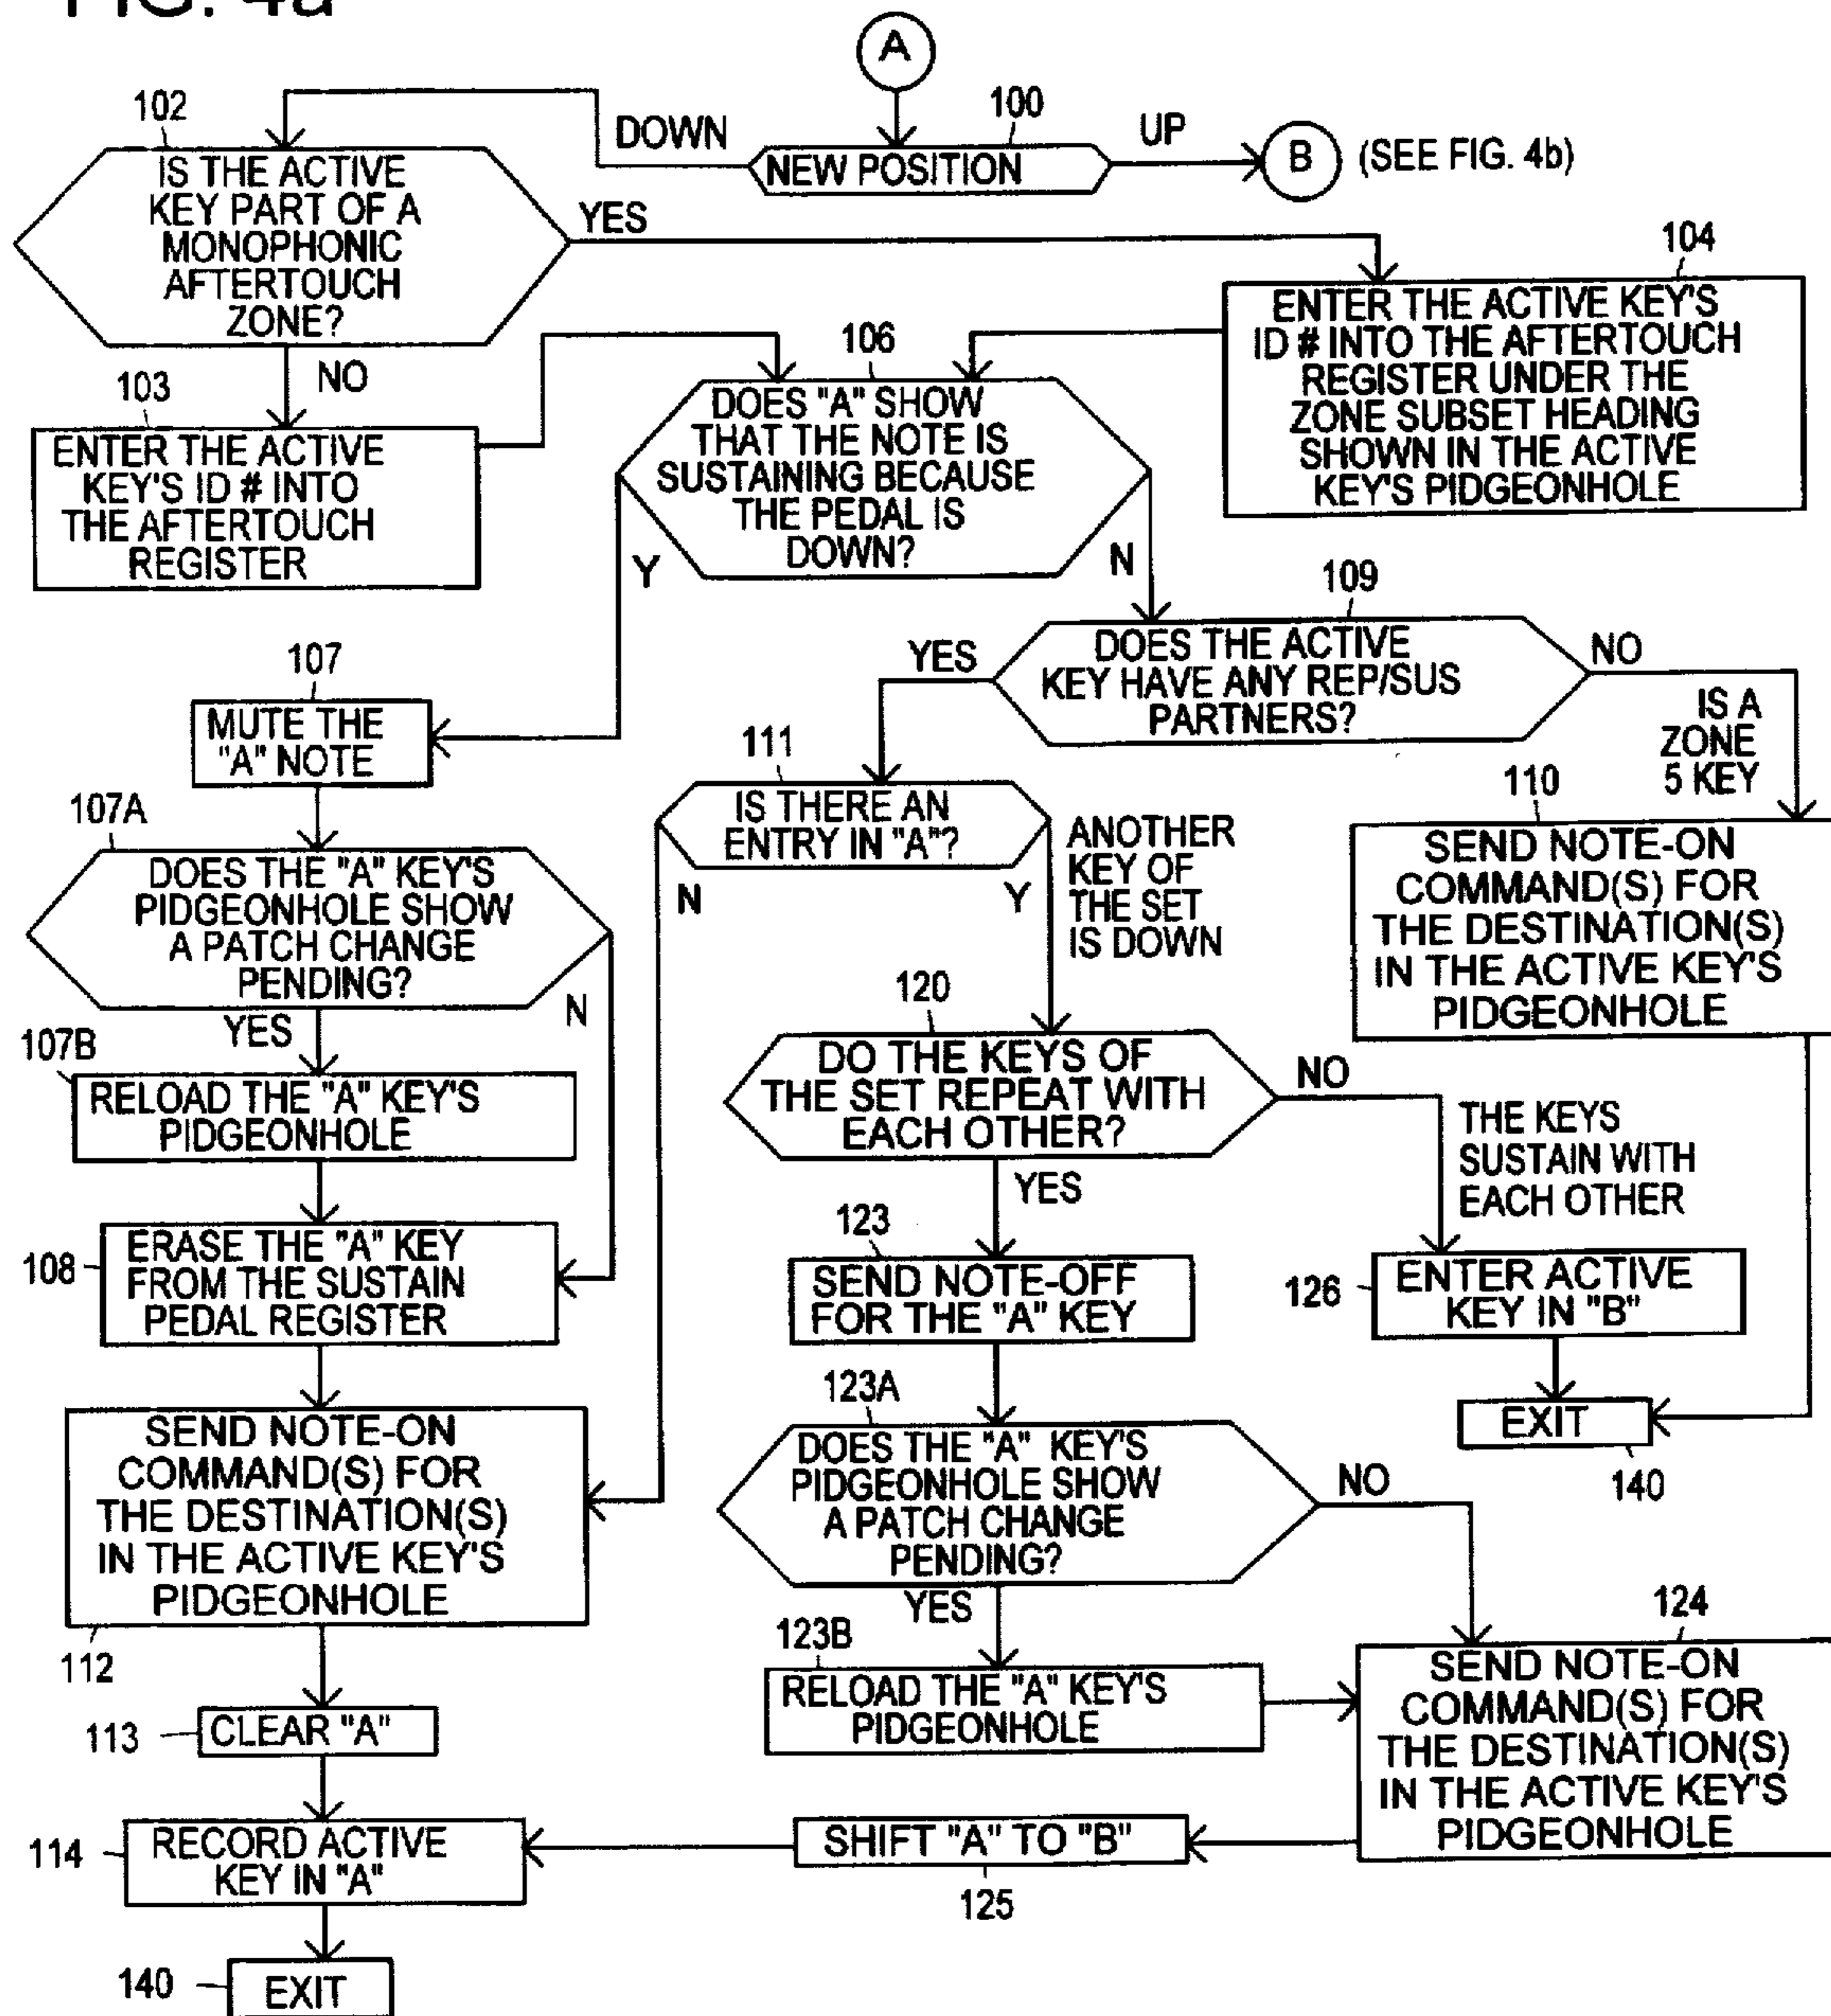 FIG. 4a
A
102
DOWN
100
NEW POSITION
UP
B
(SEE FIG. 4b)
IS THE ACTIVE
KEY PART OF A
MONOPHONIC
AFTERTOUCH
ZONE?
YES
NO
104
ENTER THE ACTIVE KEY'S
ID # INTO THE AFTERTOUCH
REGISTER UNDER THE
ZONE SUBSET HEADING
SHOWN IN THE ACTIVE
KEY'S PIDGEONHOLE
103
ENTER THE ACTIVE
KEY'S ID # INTO
THE AFTERTOUCH
REGISTER
106
DOES "A" SHOW
THAT THE NOTE IS
SUSTAINING BECAUSE
THE PEDAL IS
DOWN?
Y
N
109
DOES THE ACTIVE
KEY HAVE ANY REP/SUS
PARTNERS?
YES
NO
IS A
ZONE
5 KEY
107
MUTE THE
"A" NOTE
111
IS THERE AN
ENTRY IN "A"?
N
Y
ANOTHER
KEY OF
THE SET
IS DOWN
110
SEND NOTE-ON
COMMAND(S) FOR
THE DESTINATION(S)
IN THE ACTIVE KEY'S
PIDGEONHOLE
107A
DOES THE "A" KEY'S
PIDGEONHOLE SHOW
A PATCH CHANGE
PENDING?
YES
N
107B
RELOAD THE "A" KEY'S
PIDGEONHOLE
120
DO THE KEYS OF
THE SET REPEAT WITH
EACH OTHER?
NO
THE KEYS
SUSTAIN WITH
EACH OTHER
YES
108
ERASE THE "A" KEY
FROM THE SUSTAIN
PEDAL REGISTER
123
SEND NOTE-OFF
FOR THE "A" KEY
126
ENTER ACTIVE
KEY IN "B"
EXIT
140
123A
DOES THE "A" KEY'S
PIDGEONHOLE SHOW
A PATCH CHANGE
PENDING?
NO
YES
SEND NOTE-ON
COMMAND(S) FOR
THE DESTINATION(S)
IN THE ACTIVE KEY'S
PIDGEONHOLE
112
123B
RELOAD THE "A" KEY'S
PIDGEONHOLE
124
SEND NOTE-ON
COMMAND(S) FOR
THE DESTINATION(S)
IN THE ACTIVE KEY'S
PIDGEONHOLE
113
CLEAR "A"
114
RECORD ACTIVE
KEY IN "A"
SHIFT "A" TO "B"
125
140
EXIT